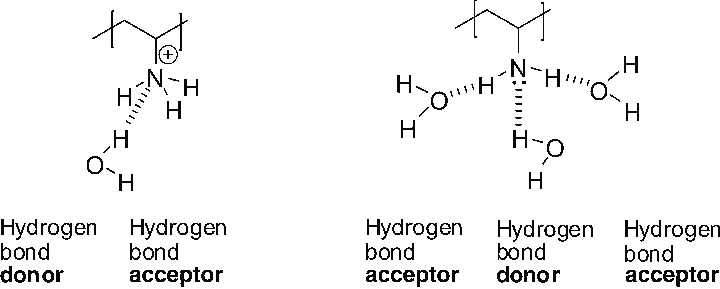 ⊕
N
H
H
H
H
O
H
N
H
H
H
O
H
H
O
H
H
O
H
Hydrogen bond donor
Hydrogen bond acceptor
Hydrogen bond acceptor
Hydrogen bond donor
Hydrogen bond acceptor